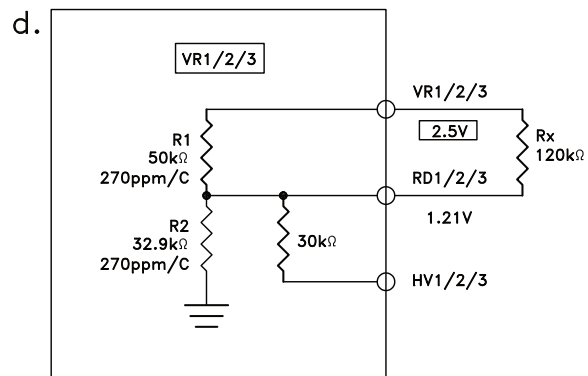 d.
VR1/2/3
VR1/2/3
2.5V
R1
50kΩ
270ppm/C
Rx
120kΩ
RD1/2/3
1.21V
R2
32.9kΩ
270ppm/C
30kΩ
HV1/2/3